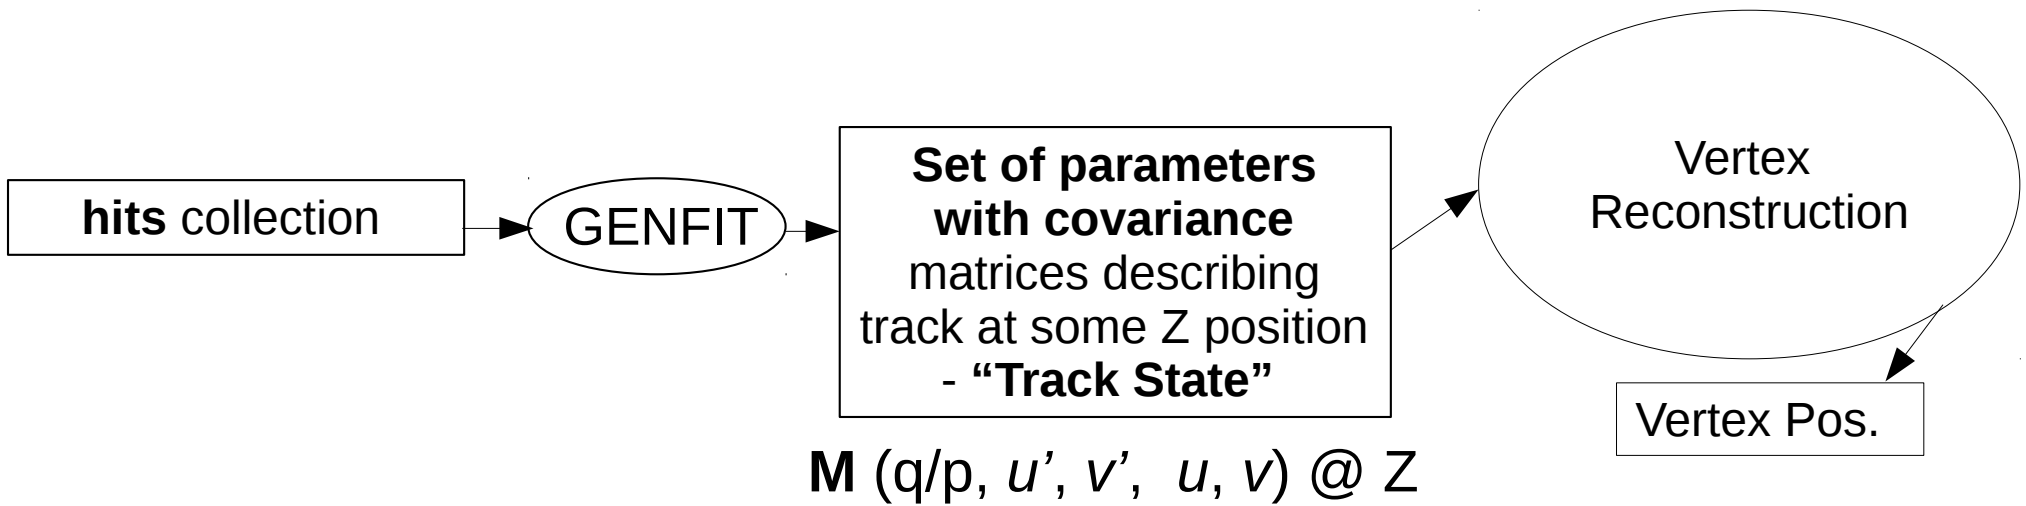 hits collection
GENFIT
Set of parameters
with covariance
matrices describing
track at some Z position
- “Track State”
M (q/p, u’, v’, u, v) @ Z
Vertex
Reconstruction
Vertex Pos.